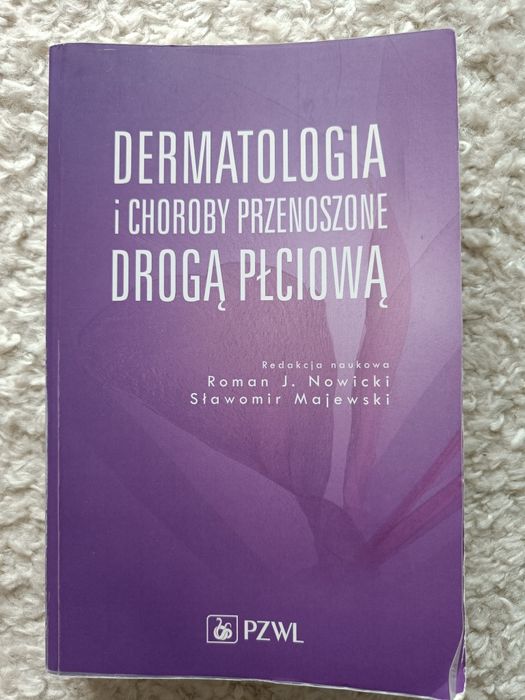 DERMATOLOGIA
i CHOROBY PRZENOSZONE
DROGĄ PŁCIOWĄ
Redakcja naukowa
Roman J. Nowicki
Sławomir Majewski
PZWL